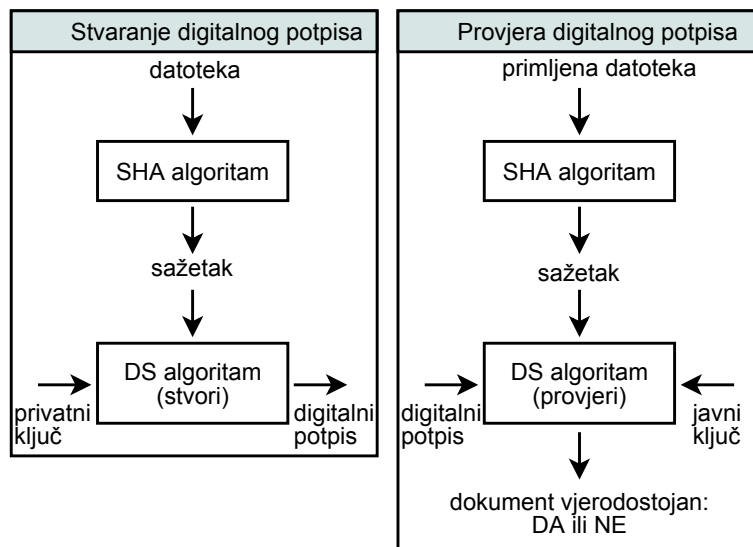 Stvaranje digitalnog potpisa
datoteka
SHA algoritam
sažetak
DS algoritam
(stvori)
privatni
ključ
digitalni
potpis
Provjera digitalnog potpisa
primljena datoteka
SHA algoritam
sažetak
DS algoritam
(provjeri)
digitalni
potpis
javni
ključ
dokument vjerodostojan:
DA ili NE